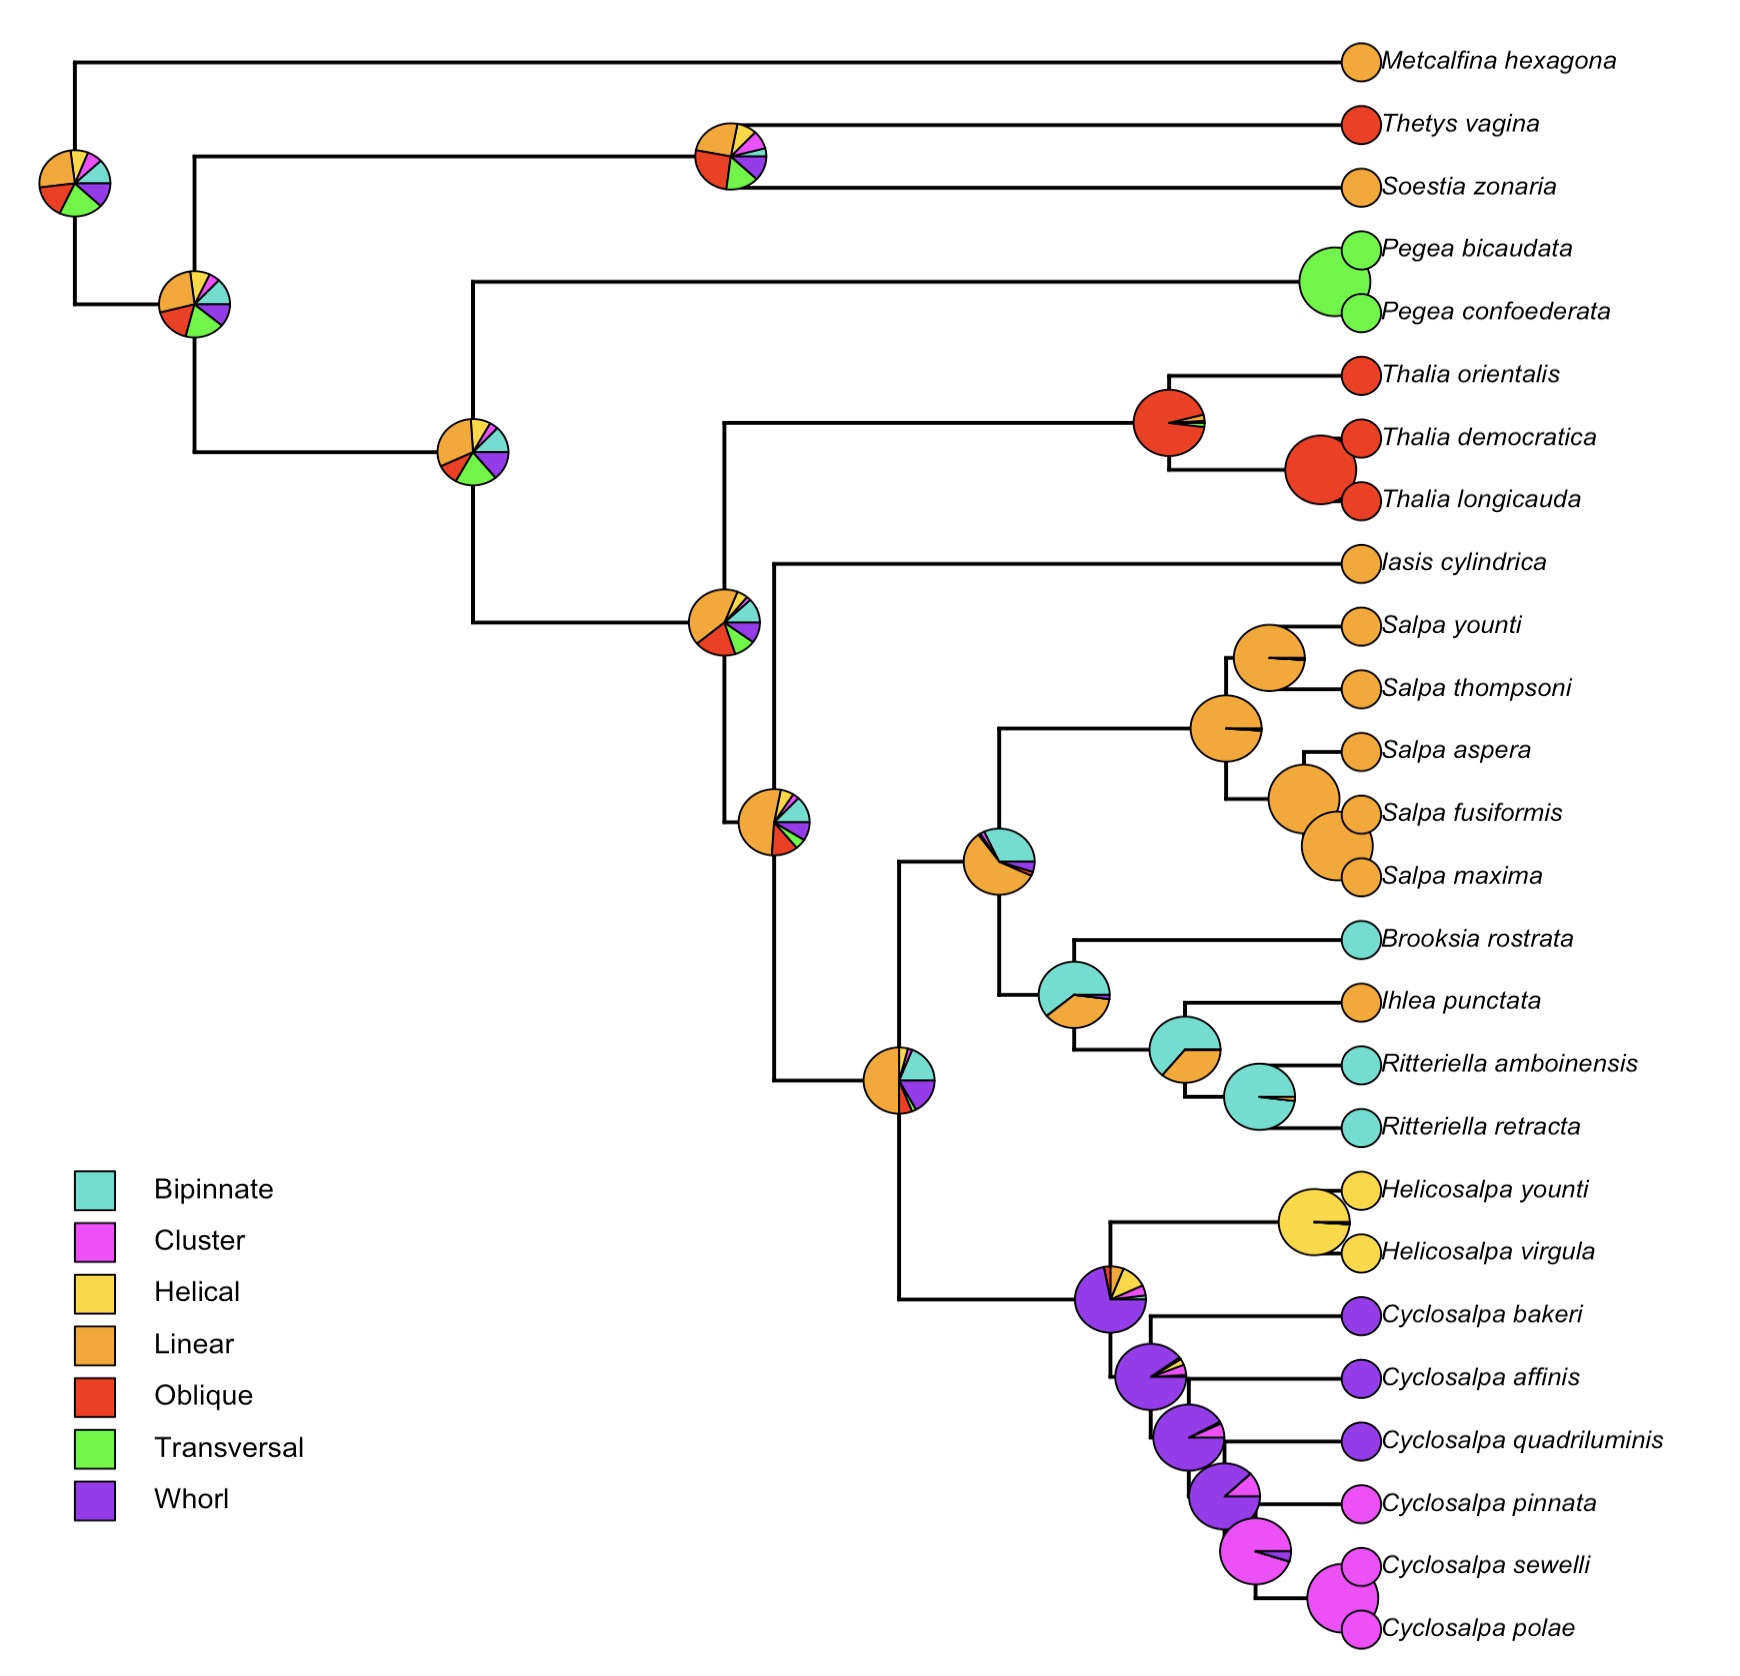 Metcalfina hexagona
Thetys vagina
Soestia zonaria
Pegea bicaudata
Pegea confoederata
Thalia orientalis
Thalia democratica
Thalia longicauda
Iasis cylindrica
Salpa younti
Salpa thompsoni
Salpa aspera
Salpa fusiformis
Salpa maxima
Brooksia rostrata
Ihlea punctata
Ritteriella amboinensis
Ritteriella retracta
Helicosalpa younti
Helicosalpa virgula
Cyclosalpa bakeri
Cyclosalpa affinis
Cyclosalpa quadriluminis
Cyclosalpa pinnata
Cyclosalpa sewelli
Cyclosalpa polae
Bipinnate
Cluster
Helical
Linear
Oblique
Transversal
Whorl